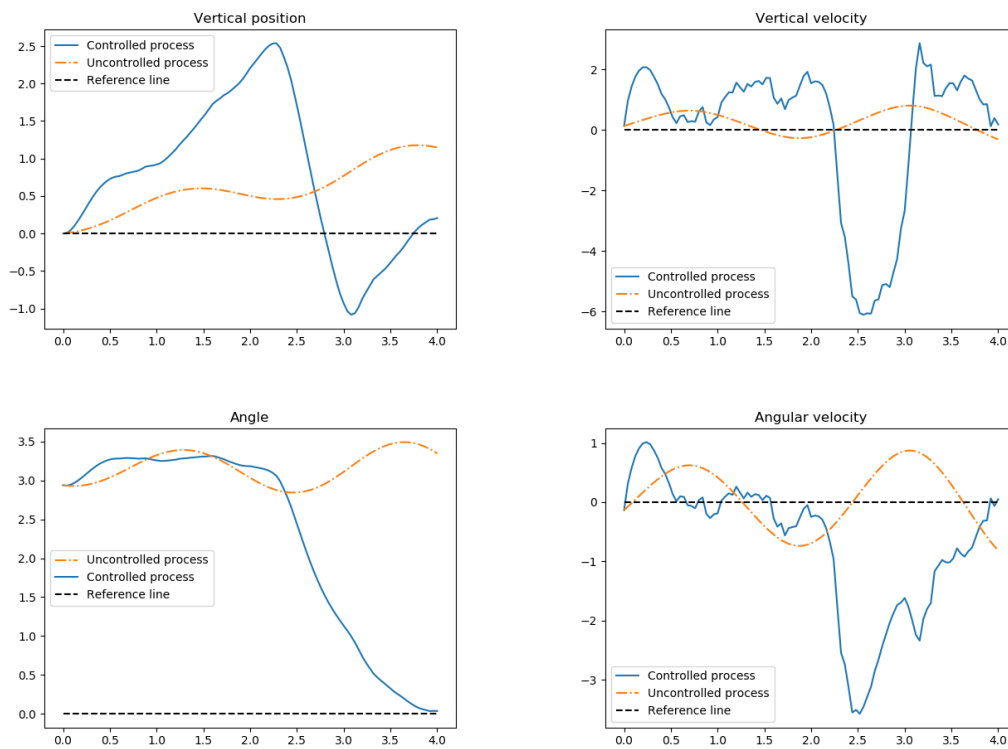 Vertical position
2.5
2.0
1.5
1.0
0.5
0.0
−0.5
−1.0
Controlled process
Uncontrolled process
Reference line
0.0 0.5 1.0 1.5 2.0 2.5 3.0 3.5 4.0
Vertical velocity
2
0
−2
−4
−6
Controlled process
Uncontrolled process
Reference line
0.0 0.5 1.0 1.5 2.0 2.5 3.0 3.5 4.0
Angle
3.5
3.0
2.5
2.0
1.5
1.0
0.5
0.0
Uncontrolled process
Controlled process
Reference line
0.0 0.5 1.0 1.5 2.0 2.5 3.0 3.5 4.0
Angular velocity
1
0
−1
−2
−3
Controlled process
Uncontrolled process
Reference line
0.0 0.5 1.0 1.5 2.0 2.5 3.0 3.5 4.0